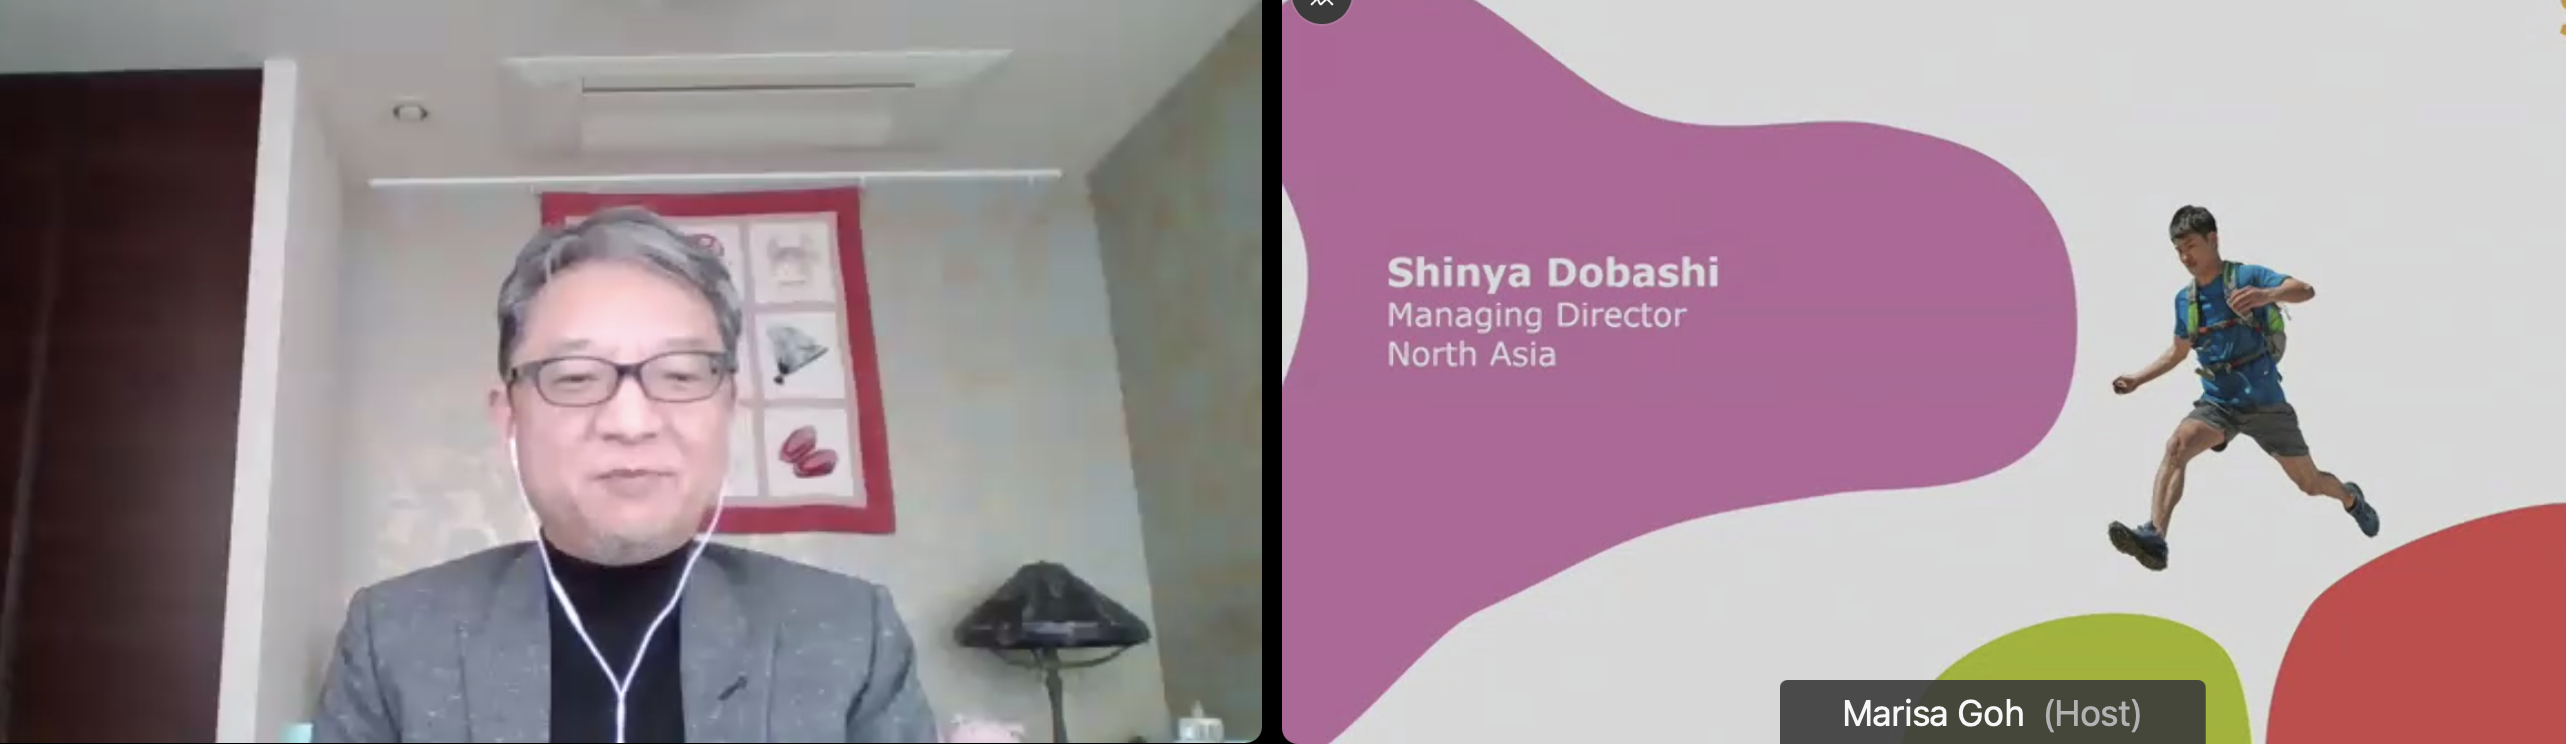 Shinya Dobashi
Managing Director
North Asia
Marisa Goh (Host)